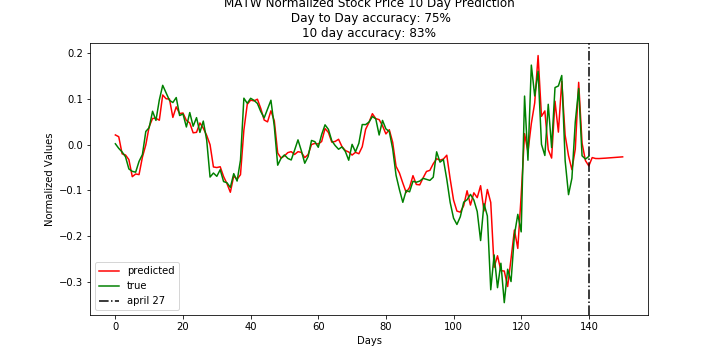 MATW Normalized Stock Price 10 Day Prediction
Day to Day accuracy: 75%
10 day accuracy: 83%
0.2
0.1
0.0
−0.1
−0.2
−0.3
Normalized Values
predicted
true
april 27
0 20 40 60 80 100 120 140
Days